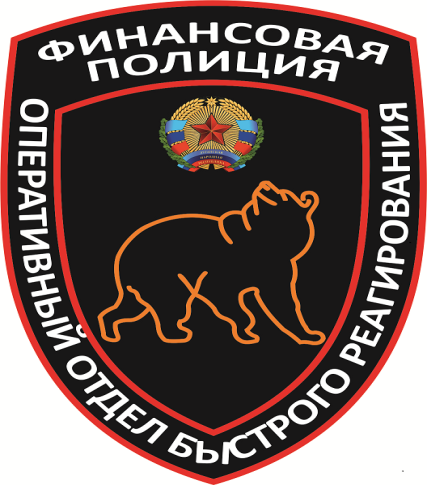 ФИНАНСОВАЯ
ПОЛИЦИЯ
ОПЕРАТИВНЫЙ ОТДЕЛ БЫСТРОГО РЕАГИРОВАНИЯ